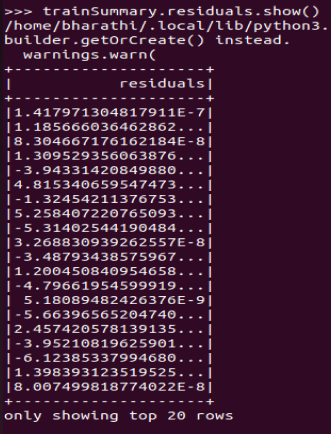 >>> trainSummary.residuals.show()
/home/bharathi/.local/lib/python3.
builder.getOrCreate() instead.
  warnings.warn(
+--------------------+
|           residuals|
+--------------------+
|1.417971304817911E-7|
|1.185666036462862...|
|8.304667176162184E-8|
|1.309529356063876...|
|-3.94331420849880...|
|4.815340659547473...|
|-1.32454211376753...|
|5.258407220765093...|
|-5.31402544190484...|
|3.268830939262557E-8|
|-3.48793438575967...|
|1.200450840954658...|
|-4.79661954599919...|
| 5.18089482426376E-9|
|-5.66396565204740...|
|2.457420578139135...|
|-3.95210819625901...|
|-6.12385337994680...|
|1.398393123519525...|
|8.007499818774022E-8|
+--------------------+
only showing top 20 rows